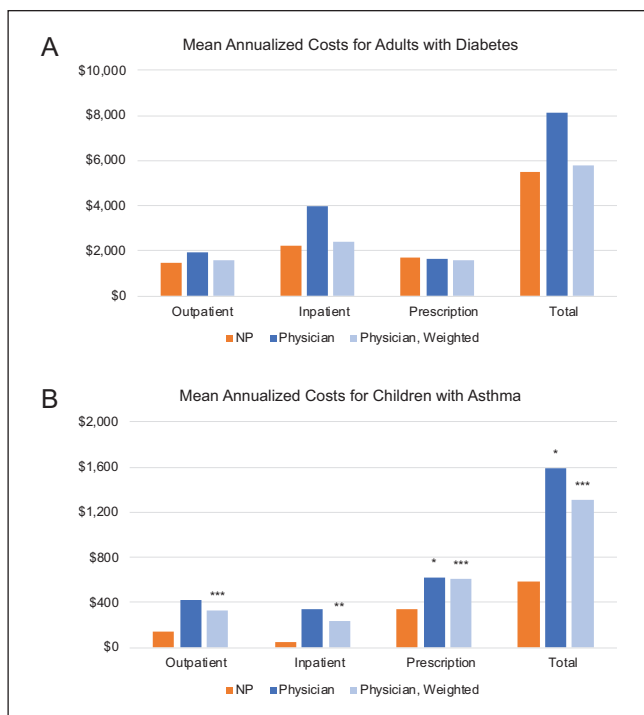 A
Mean Annualized Costs for Adults with Diabetes
$10,000
$8,000
$6,000
$4,000
$2,000
$0
Outpatient Inpatient Prescription Total
NP Physician Physician, Weighted
B
Mean Annualized Costs for Children with Asthma
$2,000
$1,600
$1,200
$800
$400
$0
*
***
* ***
*** **
Outpatient Inpatient Prescription Total
NP Physician Physician, Weighted